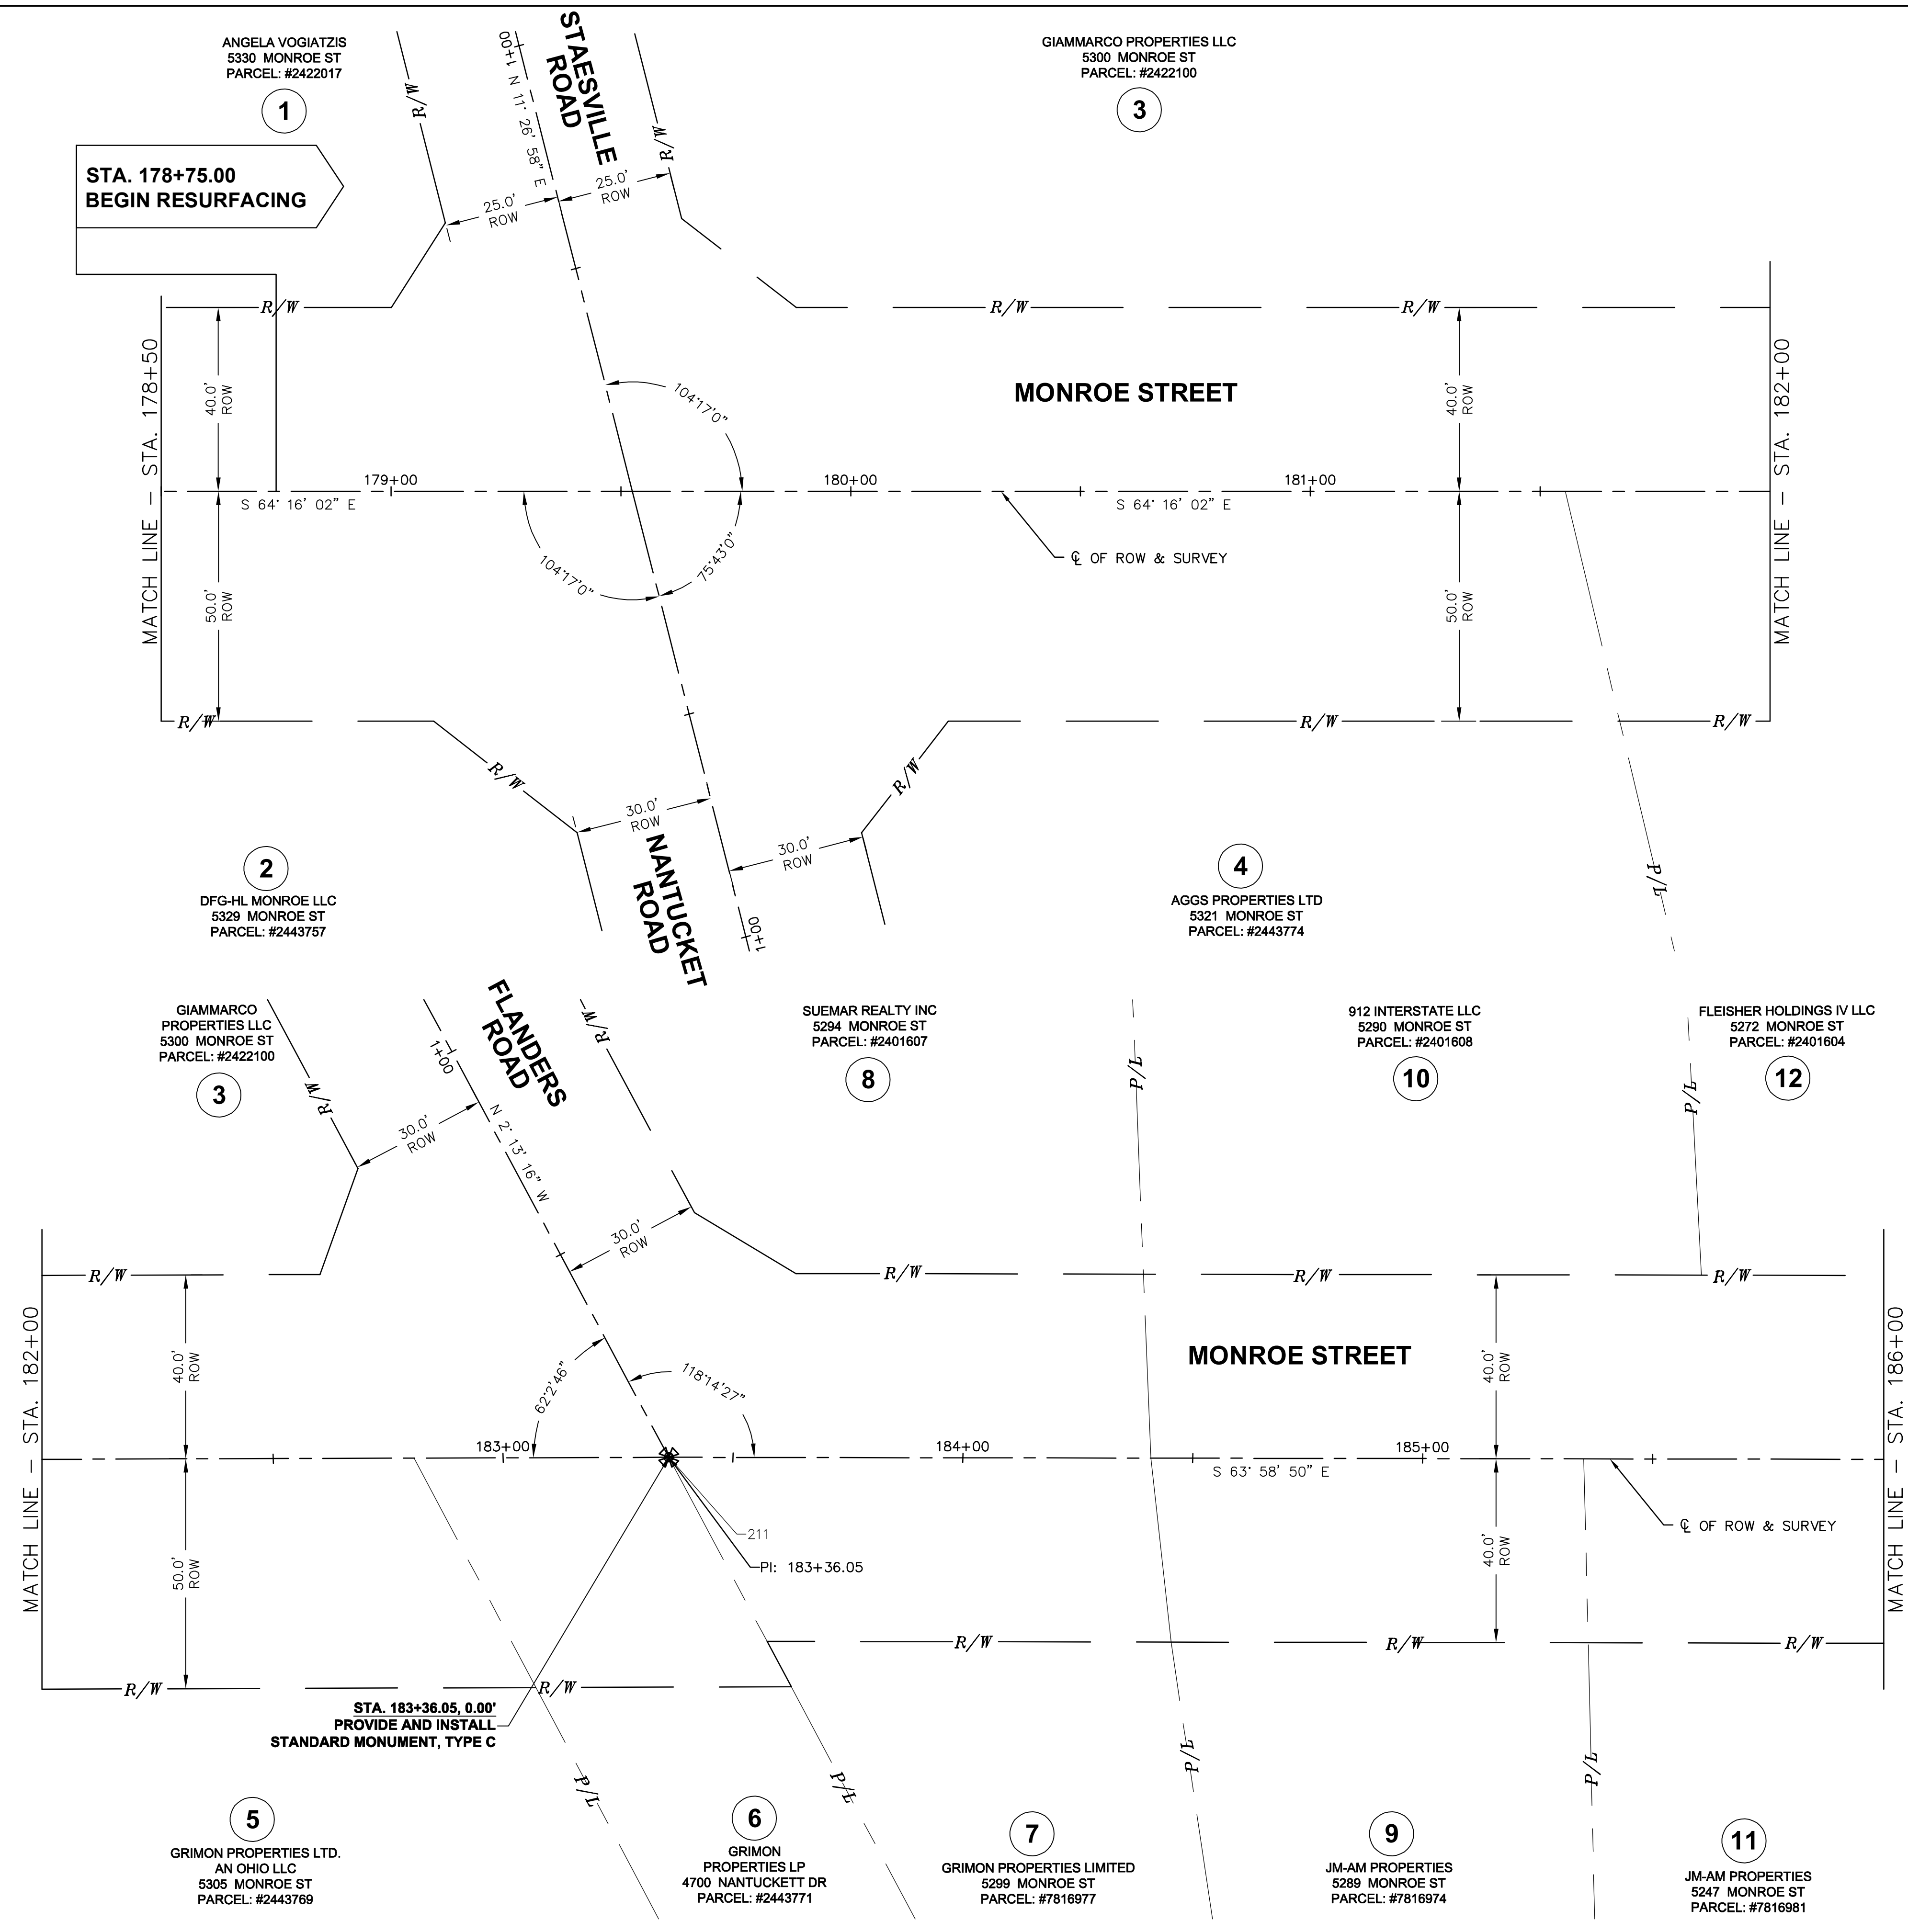 ANGELA VOGIATZIS
5330 MONROE ST
PARCEL: #2422017
1
R/W
1+00
N 11° 26' 58" E
STAESVILLE
ROAD
R/W
GIAMMARCO PROPERTIES LLC
5300 MONROE ST
PARCEL: #2422100
3
STA. 178+75.00
BEGIN RESURFACING
25.0'
ROW
25.0'
ROW
R/W
R/W
R/W
MATCH LINE – STA. 178+50
40.0'
ROW
104°17'0"
MONROE STREET
40.0'
ROW
MATCH LINE – STA. 182+00
179+00
180+00
181+00
S 64° 16' 02" E
S 64° 16' 02" E
℄ OF ROW & SURVEY
104°17'0"
75°43'0"
50.0'
ROW
50.0'
ROW
R/W
R/W
R/W
R/W
R/W
30.0'
ROW
30.0'
ROW
NANTUCKET
ROAD
1+00
P/L
2
DFG-HL MONROE LLC
5329 MONROE ST
PARCEL: #2443757
4
AGGS PROPERTIES LTD
5321 MONROE ST
PARCEL: #2443774
GIAMMARCO
PROPERTIES LLC
5300 MONROE ST
PARCEL: #2422100
3
R/W
1+00
FLANDERS
ROAD
R/W
N 2° 13' 16" W
30.0'
ROW
30.0'
ROW
SUEMAR REALTY INC
5294 MONROE ST
PARCEL: #2401607
8
P/L
912 INTERSTATE LLC
5290 MONROE ST
PARCEL: #2401608
10
P/L
FLEISHER HOLDINGS IV LLC
5272 MONROE ST
PARCEL: #2401604
12
R/W
R/W
R/W
R/W
MATCH LINE – STA. 182+00
40.0'
ROW
62°2'46"
118°14'27"
MONROE STREET
40.0'
ROW
MATCH LINE – STA. 186+00
183+00
184+00
185+00
S 63° 58' 50" E
℄ OF ROW & SURVEY
211
PI: 183+36.05
50.0'
ROW
40.0'
ROW
R/W
R/W
R/W
R/W
R/W
STA. 183+36.05, 0.00'
PROVIDE AND INSTALL
STANDARD MONUMENT, TYPE C
P/L
P/L
P/L
P/L
5
GRIMON PROPERTIES LTD.
AN OHIO LLC
5305 MONROE ST
PARCEL: #2443769
6
GRIMON
PROPERTIES LP
4700 NANTUCKETT DR
PARCEL: #2443771
7
GRIMON PROPERTIES LIMITED
5299 MONROE ST
PARCEL: #7816977
9
JM-AM PROPERTIES
5289 MONROE ST
PARCEL: #7816974
11
JM-AM PROPERTIES
5247 MONROE ST
PARCEL: #7816981